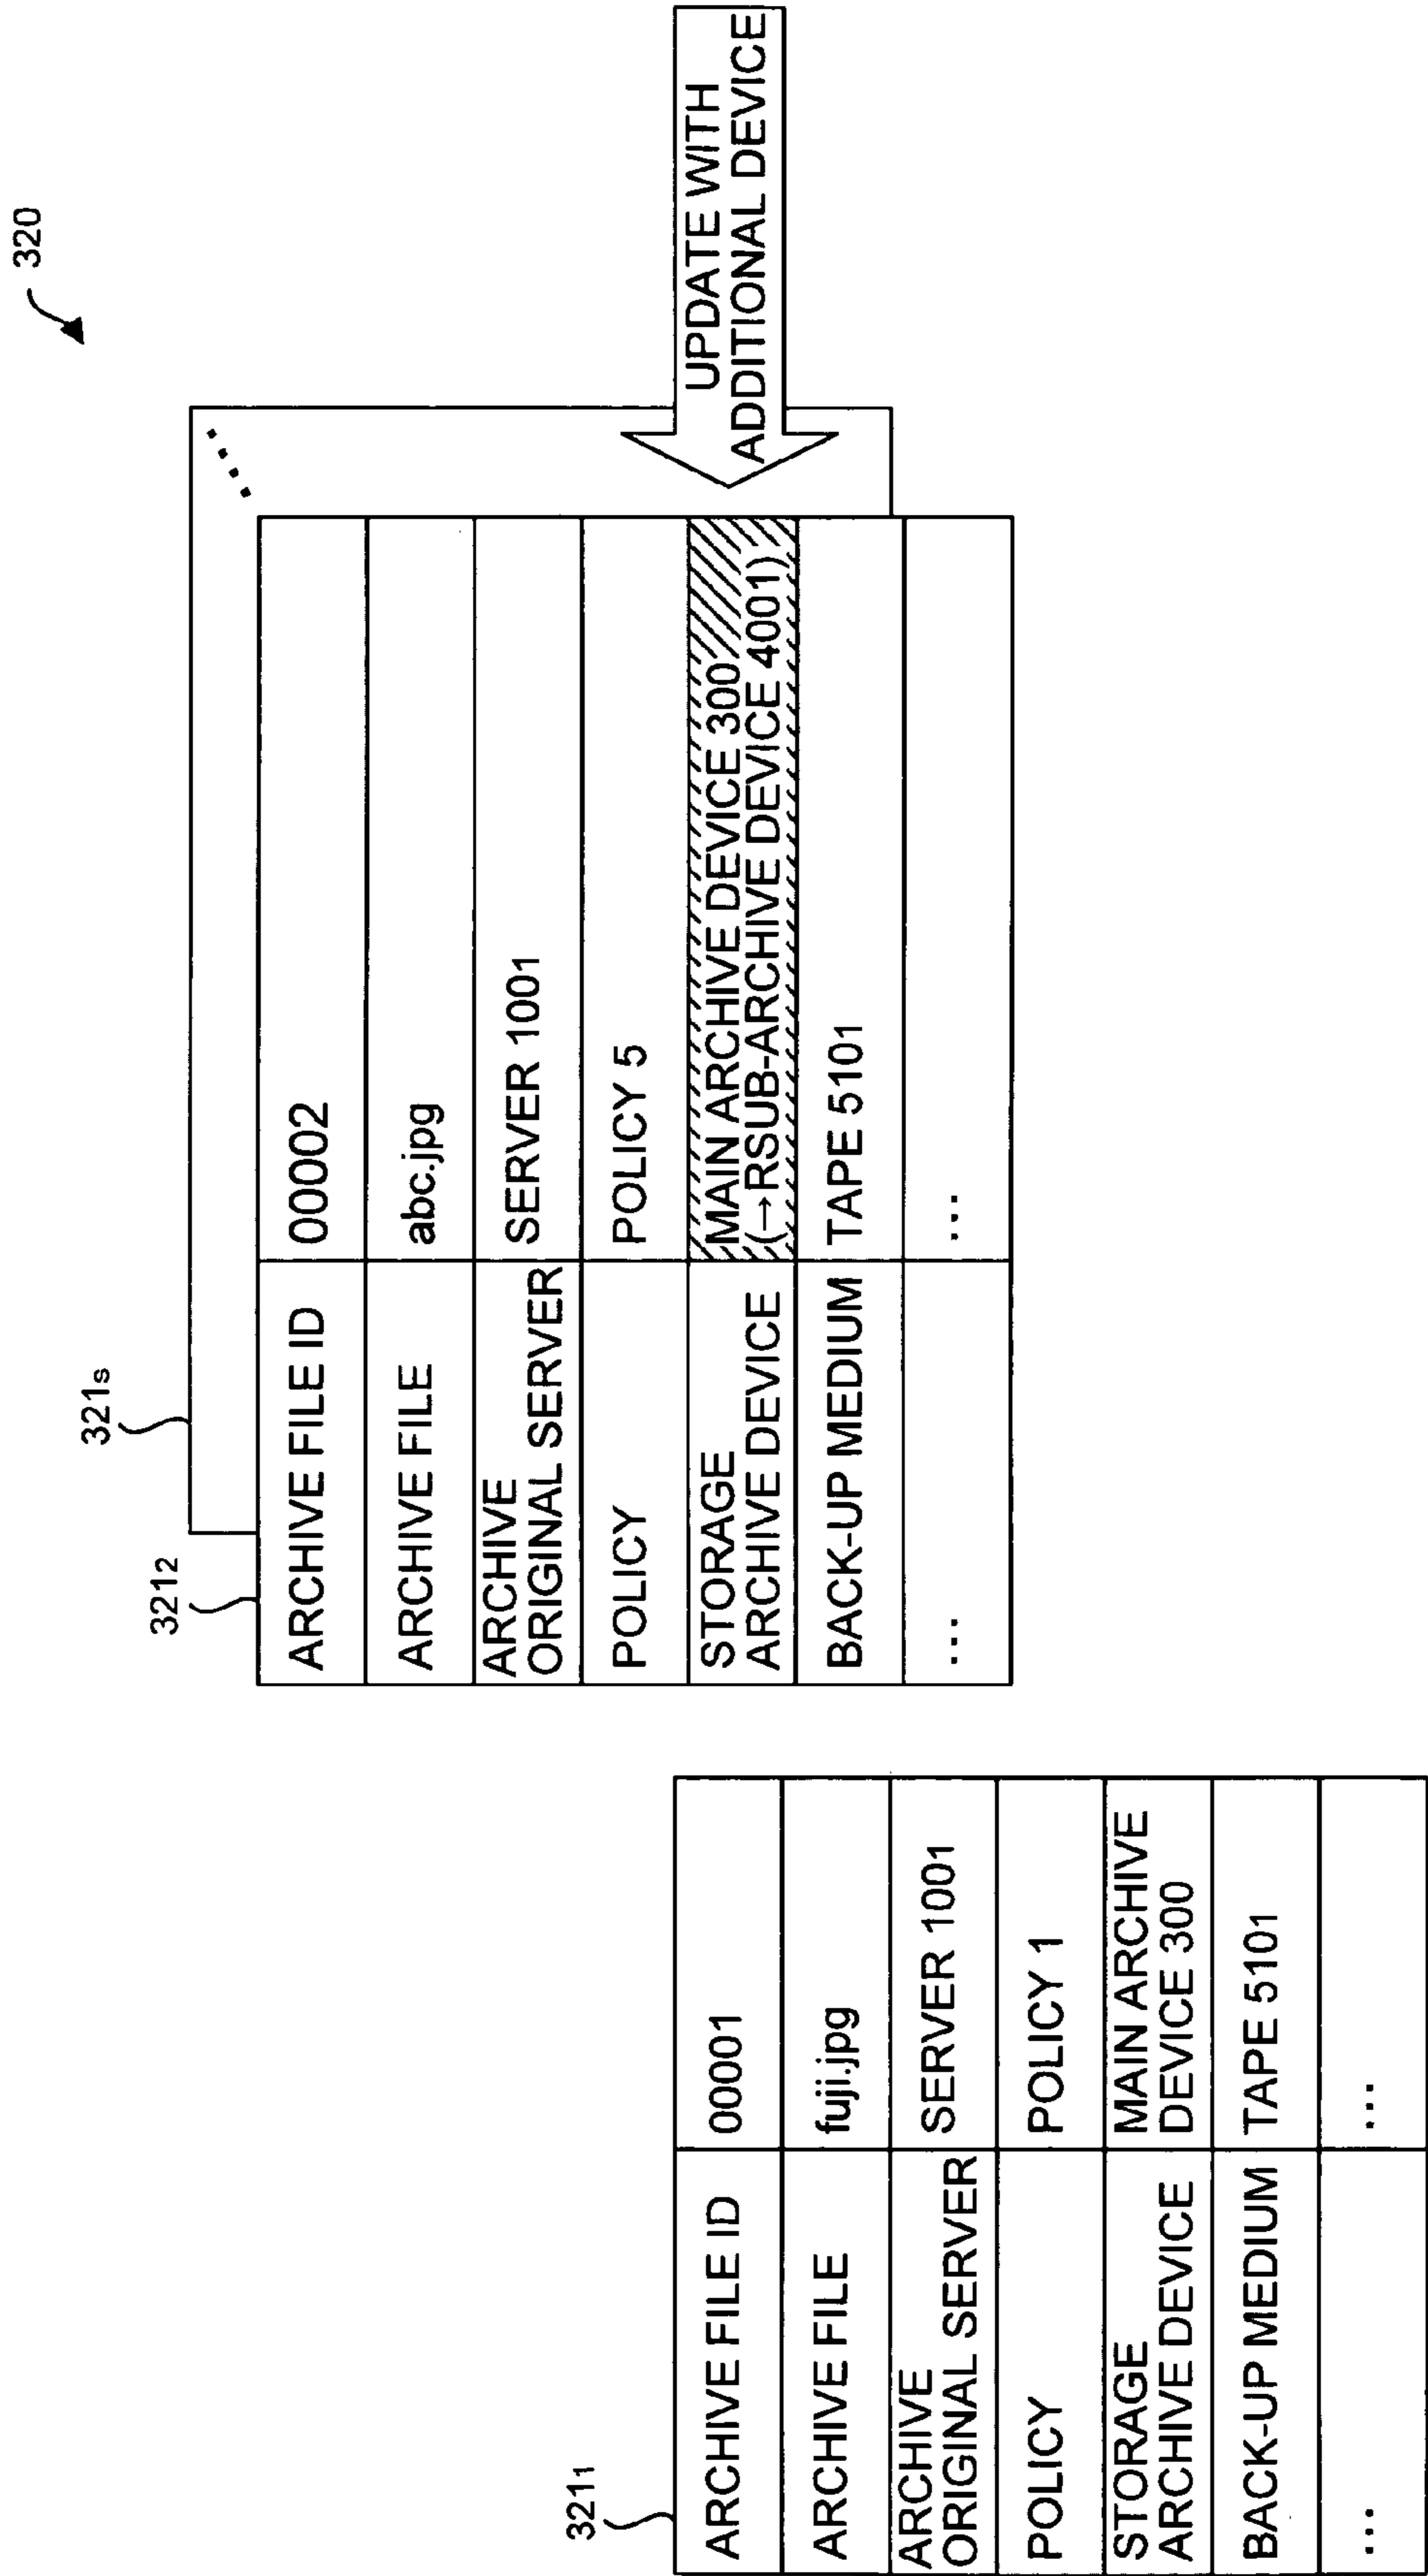 320
321₁
ARCHIVE FILE ID 00001
ARCHIVE FILE fuji.jpg
ARCHIVE
ORIGINAL SERVER SERVER 100₁
POLICY POLICY 1
STORAGE
ARCHIVE DEVICE
MAIN ARCHIVE
DEVICE 300
BACK-UP MEDIUM TAPE 510₁
... ...
321₂
321s
ARCHIVE FILE ID 00002
ARCHIVE FILE abc.jpg
ARCHIVE
ORIGINAL SERVER SERVER 100₁
POLICY POLICY 5
STORAGE
ARCHIVE DEVICE
MAIN ARCHIVE DEVICE 300
(→RSUB-ARCHIVE DEVICE 400₁)
BACK-UP MEDIUM TAPE 510₁
... ...
UPDATE WITH
ADDITIONAL DEVICE